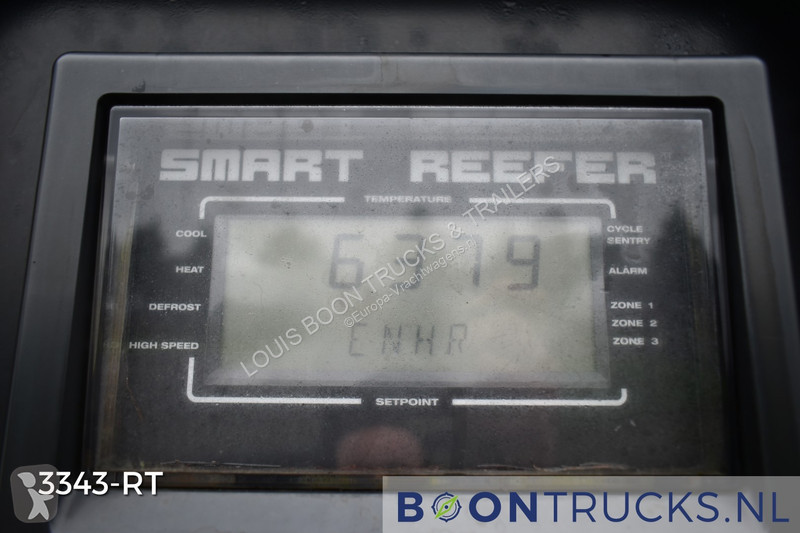 SMART REEFER
TEMPERATURE
COOL
HEAT
DEFROST
HIGH SPEED
6379
ENHR
CYCLE
SENTRY
ALARM
ZONE 1
ZONE 2
ZONE 3
SETPOINT
LOUIS BOON TRUCKS & TRAILERS
©Europa-Vrachtwagens.nl
3343-RT
BOONTRUCKS.NL